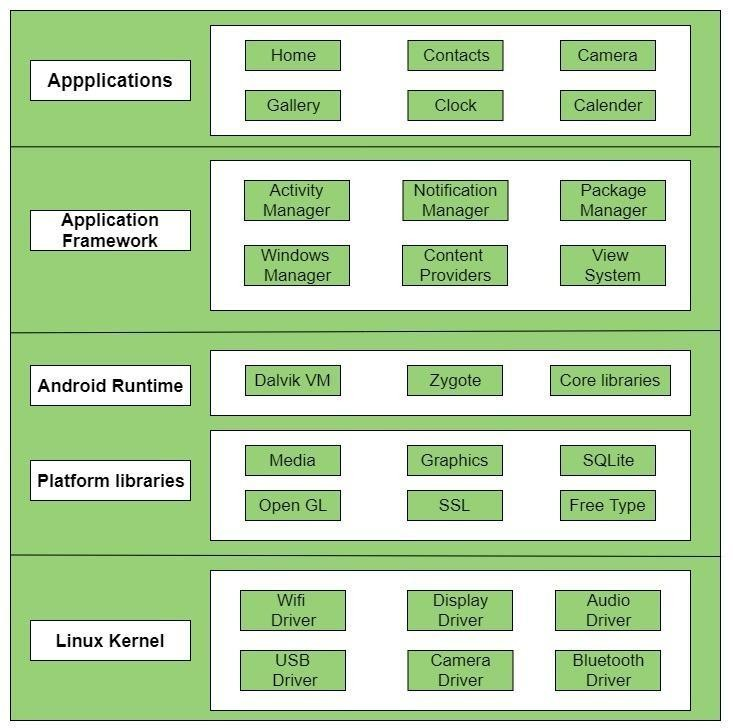 Appplications
Home
Contacts
Camera
Gallery
Clock
Calender
Application
Framework
Activity
Manager
Notification
Manager
Package
Manager
Windows
Manager
Content
Providers
View
System
Android Runtime
Dalvik VM
Zygote
Core libraries
Platform libraries
Media
Graphics
SQLite
Open GL
SSL
Free Type
Linux Kernel
Wifi
Driver
Display
Driver
Audio
Driver
USB
Driver
Camera
Driver
Bluetooth
Driver